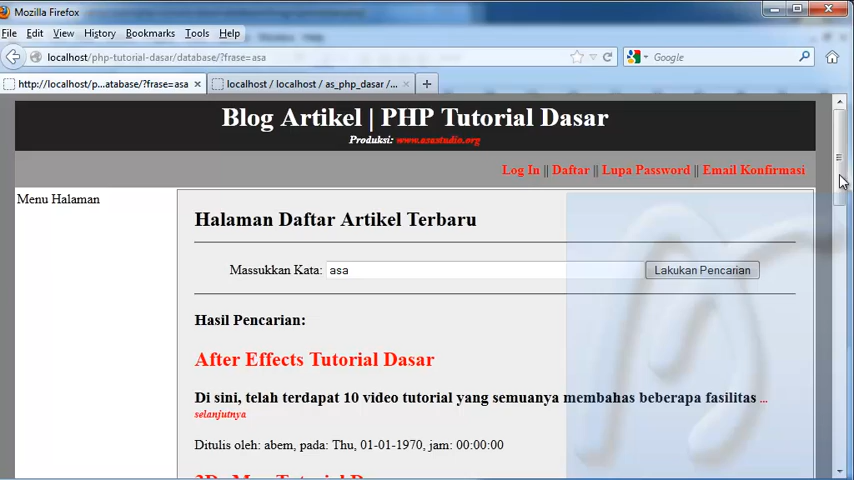 Mozilla Firefox
File Edit View History Bookmarks Tools Help
localhost/php-tutorial-dasar/database/?frase=asa
Google
http://localhost/p...atabase/?frase=asa
localhost / localhost / as_php_dasar /...
Blog Artikel | PHP Tutorial Dasar
Produksi: www.asastudio.org
Log In || Daftar || Lupa Password || Email Konfirmasi
Menu Halaman
Halaman Daftar Artikel Terbaru
Massukkan Kata: asa Lakukan Pencarian
Hasil Pencarian:
After Effects Tutorial Dasar
Di sini, telah terdapat 10 video tutorial yang semuanya membahas beberapa fasilitas ...
selanjutnya
Ditulis oleh: abem, pada: Thu, 01-01-1970, jam: 00:00:00